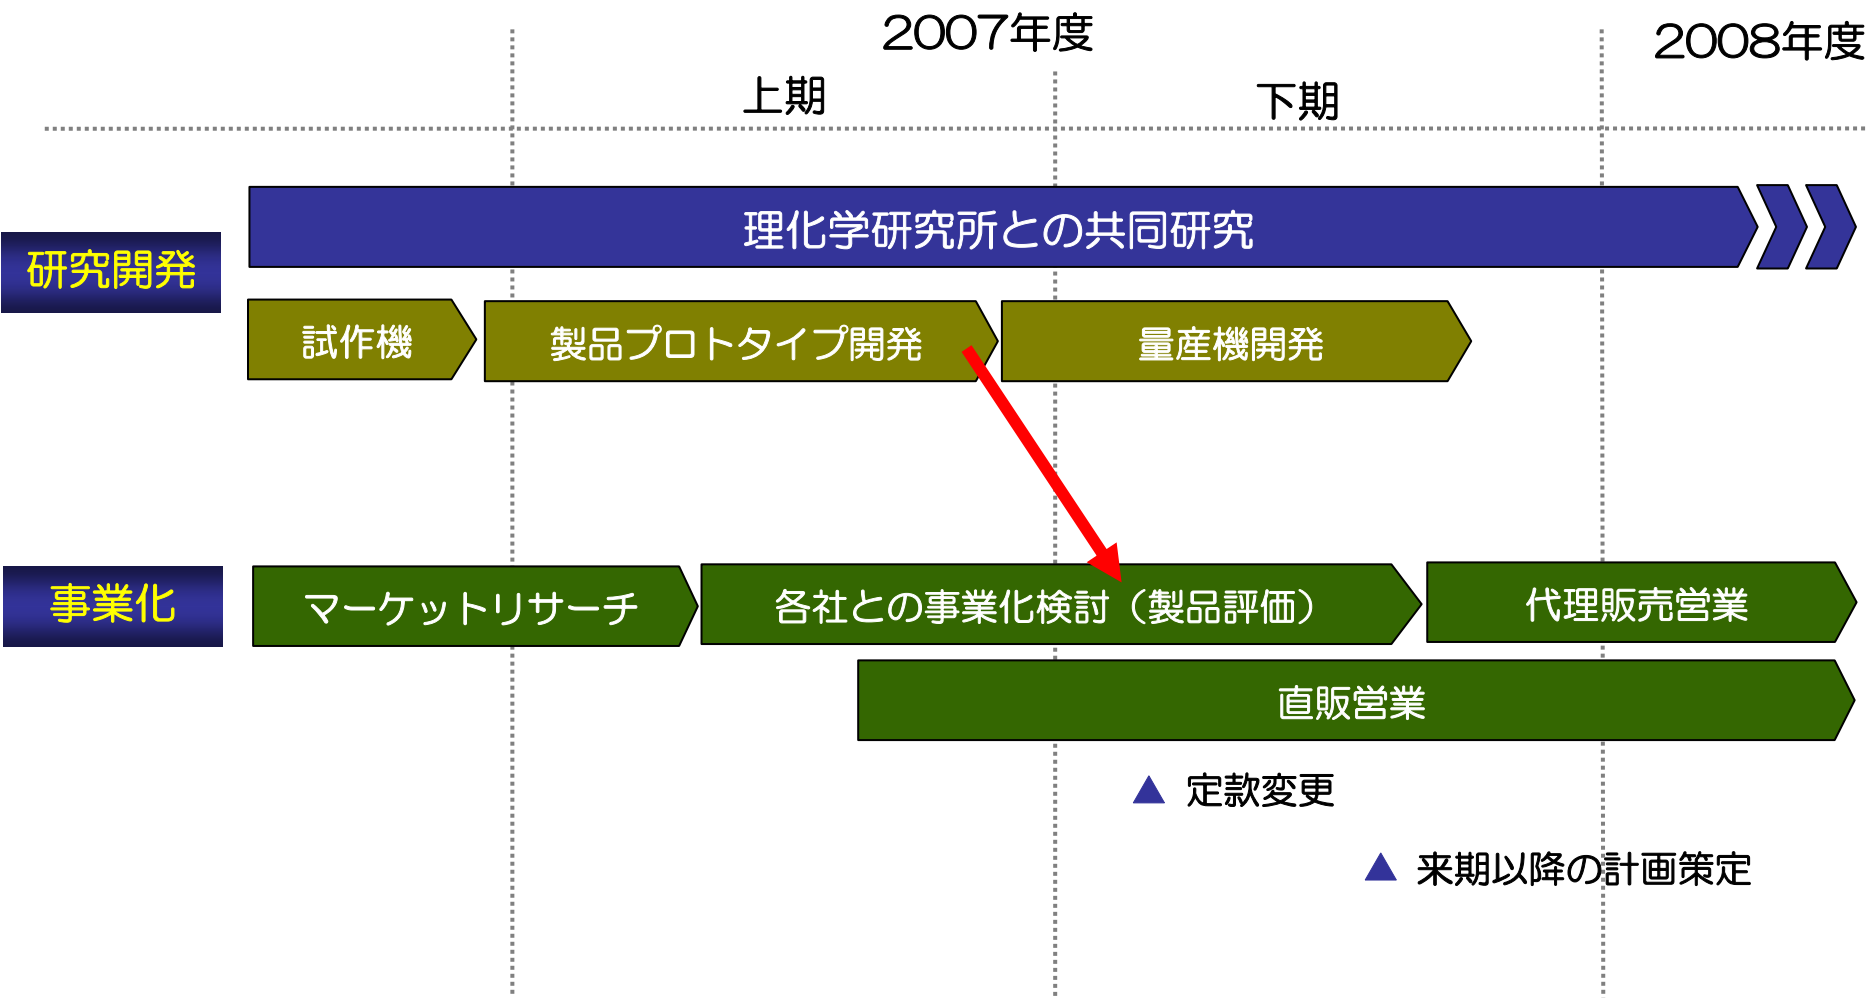 2007年度
2008年度
上期
下期
理化学研究所との共同研究
研究開発
試作機
製品プロトタイプ開発
量産機開発
事業化
マーケットリサーチ
各社との事業化検討（製品評価）
代理販売営業
直販営業
定款変更
来期以降の計画策定